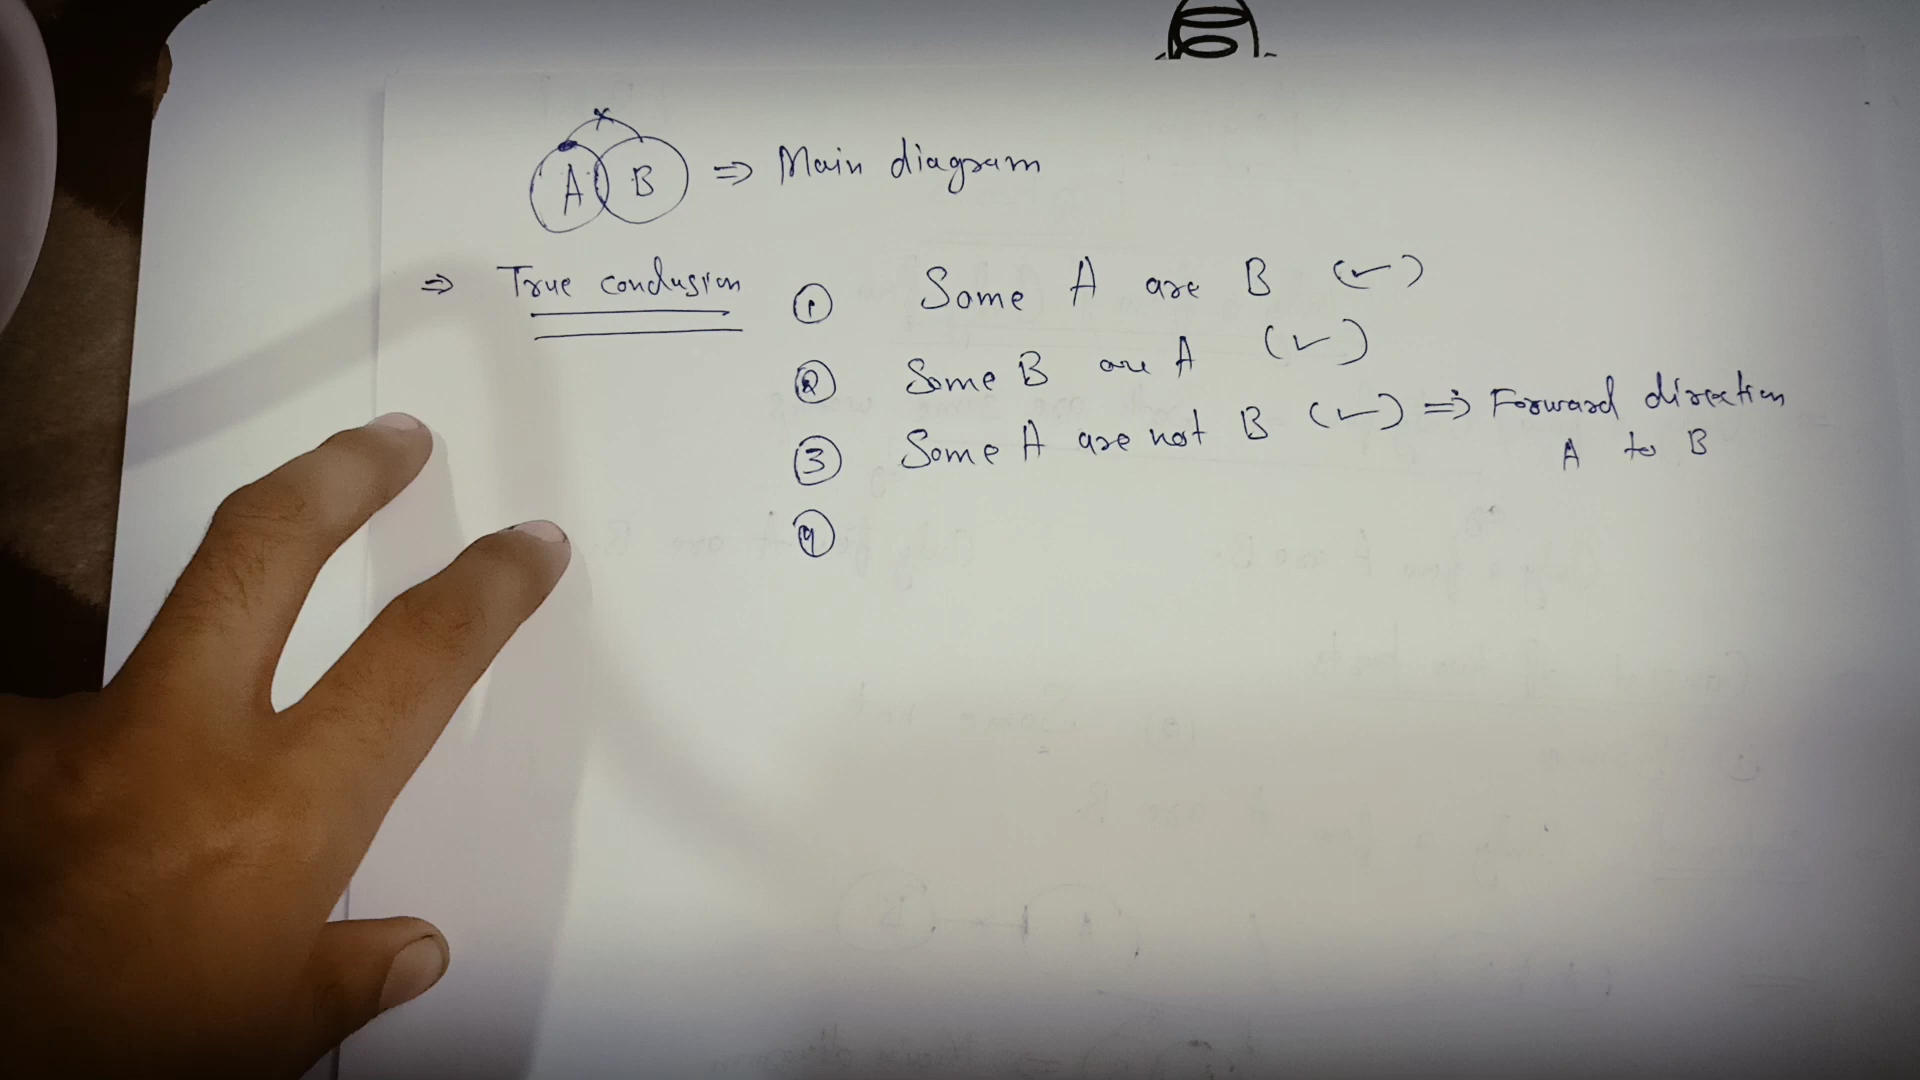 x
A B ⇒ Main diagram
⇒ True conclusion ① Some A are B (✓)
② Some B are A (✓)
③ Some A are not B (✓) ⇒ Forward direction
A to B
④